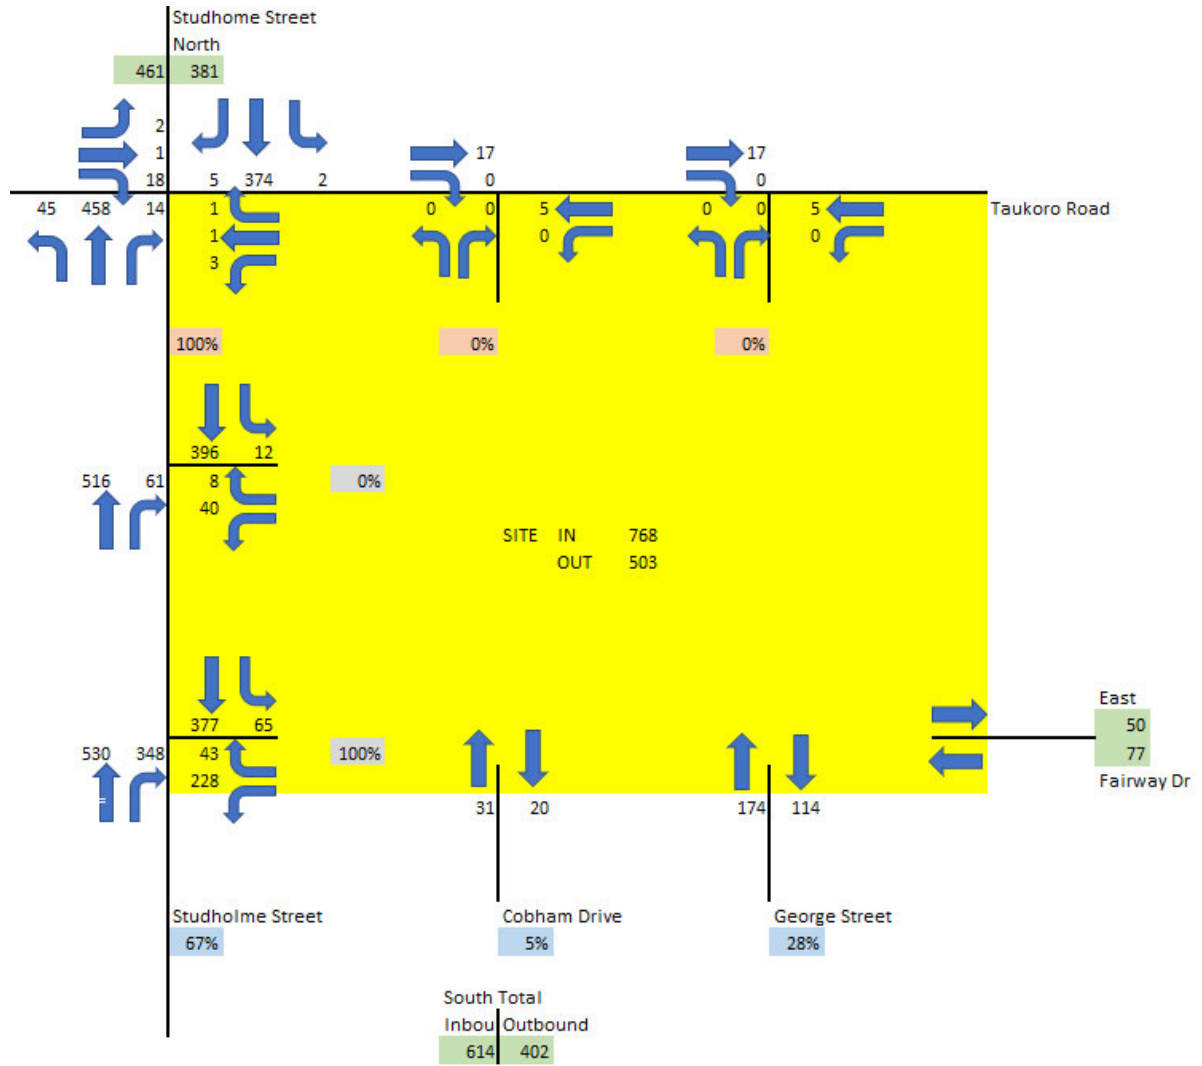 Studhome Street
North
461 381
2
1
18 5 374 2
17
0
17
0
45 458 14 1
1
3
0 0 5
0
0 0 5
0
Taukoro Road
100% 0% 0%
396 12
516 61 8
40
0%
SITE IN 768
OUT 503
377 65
530 348 43
228
100%
=
31 20
174 114
East
50
77
Fairway Dr
Studholme Street
67%
Cobham Drive
5%
George Street
28%
South Total
Inbou Outbound
614 402